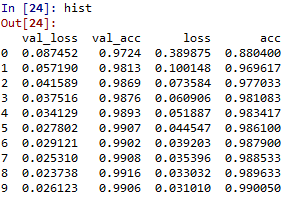 In [24]: hist
Out[24]:
val_loss val_acc loss acc
0 0.087452 0.9724 0.389875 0.880400
1 0.057190 0.9813 0.100148 0.969617
2 0.041589 0.9869 0.073584 0.977033
3 0.037516 0.9876 0.060906 0.981083
4 0.034129 0.9893 0.051887 0.983417
5 0.027802 0.9907 0.044547 0.986100
6 0.029121 0.9902 0.039203 0.987900
7 0.025310 0.9908 0.035396 0.988533
8 0.023738 0.9916 0.033032 0.989633
9 0.026123 0.9906 0.031010 0.990050